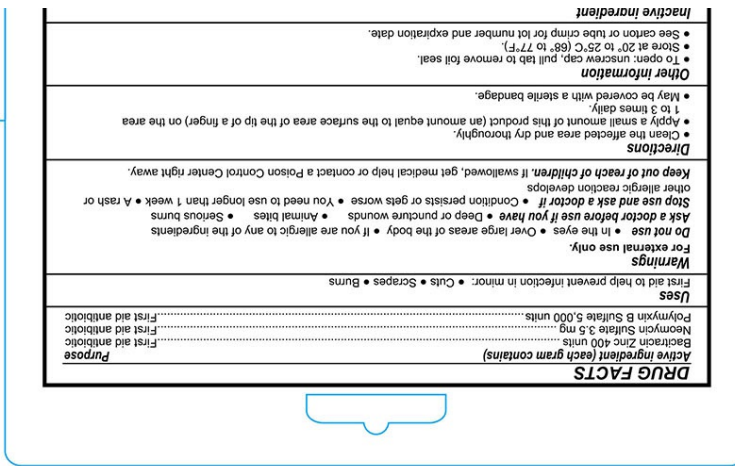 DRUG FACTS
Active ingredient (each gram contains) Purpose
Bacitracin Zinc 400 units ........ First aid antibiotic
Neomycin Sulfate 3.5 mg ........ First aid antibiotic
Polymyxin B Sulfate 5,000 units ........ First aid antibiotic
Uses
First aid to help prevent infection in minor: • Cuts • Scrapes • Burns
Warnings
For external use only.
Do not use • In the eyes • Over large areas of the body • If you are allergic to any of the ingredients
Ask a doctor before use if you have • Deep or puncture wounds • Animal bites • Serious burns
Stop use and ask a doctor if • Condition persists or gets worse • You need to use longer than 1 week • A rash or
other allergic reaction develops
Keep out of reach of children. If swallowed, get medical help or contact a Poison Control Center right away.
Directions
• Clean the affected area and dry thoroughly.
• Apply a small amount of this product (an amount equal to the surface area of the tip of a finger) on the area
1 to 3 times daily.
• May be covered with a sterile bandage.
Other information
• To open: unscrew cap, pull tab to remove foil seal.
• Store at 20° to 25°C (68° to 77°F).
• See carton or tube crimp for lot number and expiration date.
Inactive ingredient